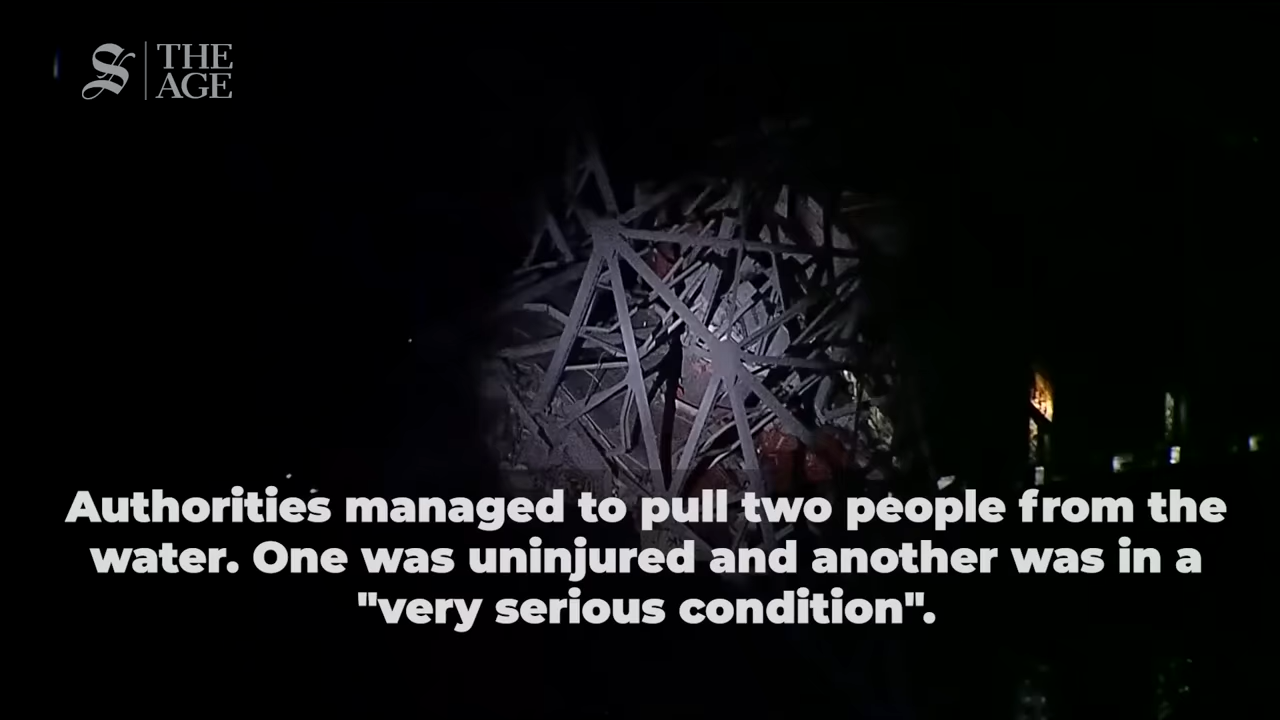 THE
AGE
Authorities managed to pull two people from the
water. One was uninjured and another was in a
"very serious condition".